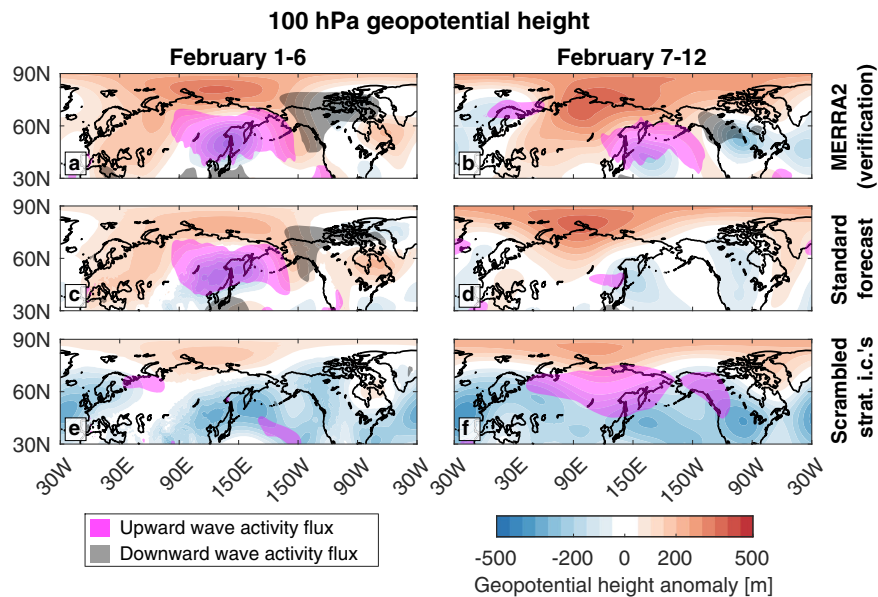 100 hPa geopotential height
February 1-6
February 7-12
90N
60N
30N
a
b
MERRA2
(verification)
90N
60N
30N
c
d
Standard
forecast
90N
60N
30N
e
f
Scrambled
strat. i.c.'s
30W
30E
90E
150E
150W
90W
30W
30W
30E
90E
150E
150W
90W
30W
Upward wave activity flux
Downward wave activity flux
-500
-200
0
200
500
Geopotential height anomaly [m]